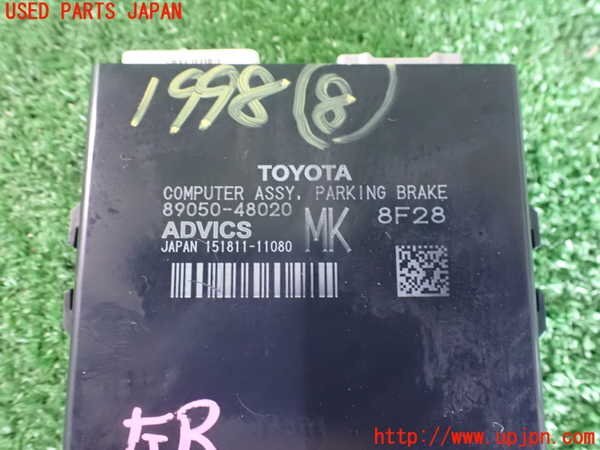 USED PARTS JAPAN
1998 (8)
TOYOTA
COMPUTER ASSY, PARKING BRAKE
89050-48020 MK 8F28
ADVICS
JAPAN 151811-11080
http://www.upjpn.com/